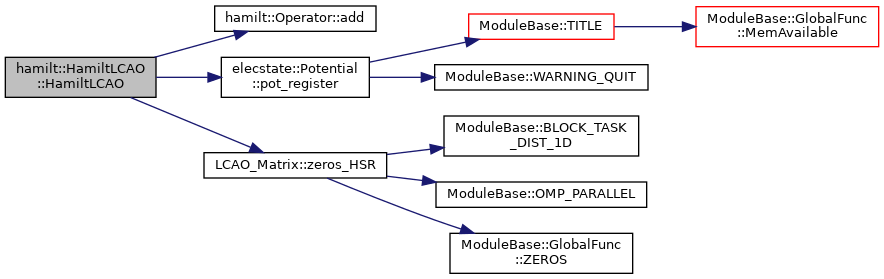 hamilt::HamiltLCAO
::HamiltLCAO
hamilt::Operator::add
elecstate::Potential
::pot_register
LCAO_Matrix::zeros_HSR
ModuleBase::TITLE
ModuleBase::WARNING_QUIT
ModuleBase::BLOCK_TASK
_DIST_1D
ModuleBase::OMP_PARALLEL
ModuleBase::GlobalFunc
::ZEROS
ModuleBase::GlobalFunc
::MemAvailable